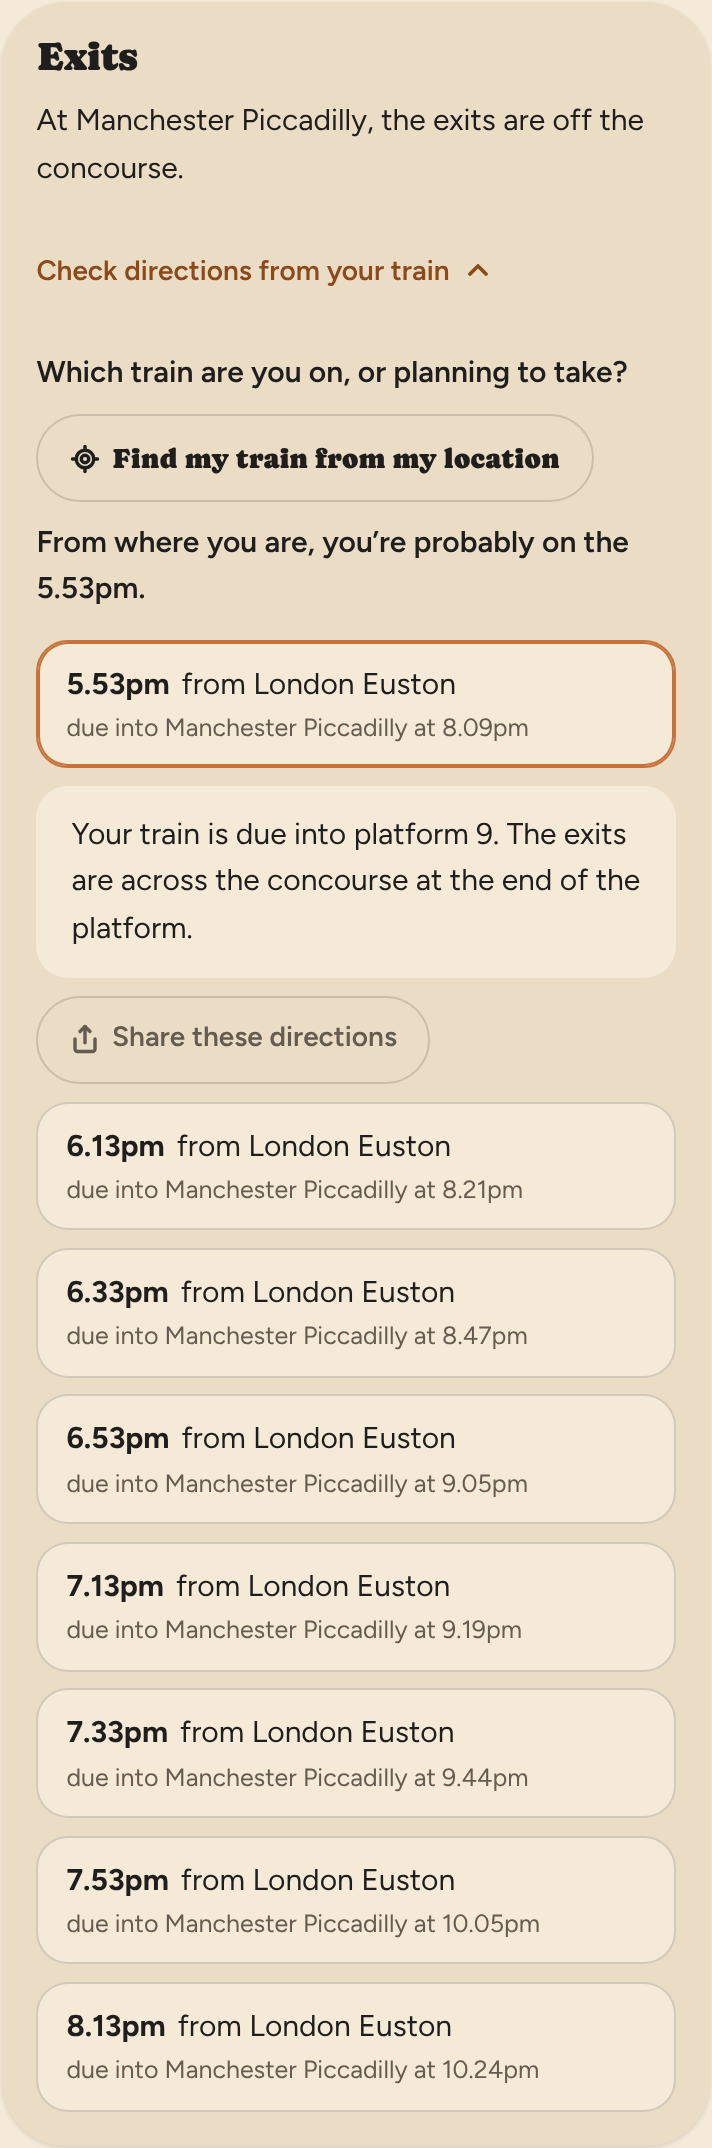 Exits
At Manchester Piccadilly, the exits are off the
concourse.
Check directions from your train
Which train are you on, or planning to take?
Find my train from my location
From where you are, you’re probably on the
5.53pm.
5.53pm from London Euston
due into Manchester Piccadilly at 8.09pm
Your train is due into platform 9. The exits
are across the concourse at the end of the
platform.
Share these directions
6.13pm from London Euston
due into Manchester Piccadilly at 8.21pm
6.33pm from London Euston
due into Manchester Piccadilly at 8.47pm
6.53pm from London Euston
due into Manchester Piccadilly at 9.05pm
7.13pm from London Euston
due into Manchester Piccadilly at 9.19pm
7.33pm from London Euston
due into Manchester Piccadilly at 9.44pm
7.53pm from London Euston
due into Manchester Piccadilly at 10.05pm
8.13pm from London Euston
due into Manchester Piccadilly at 10.24pm